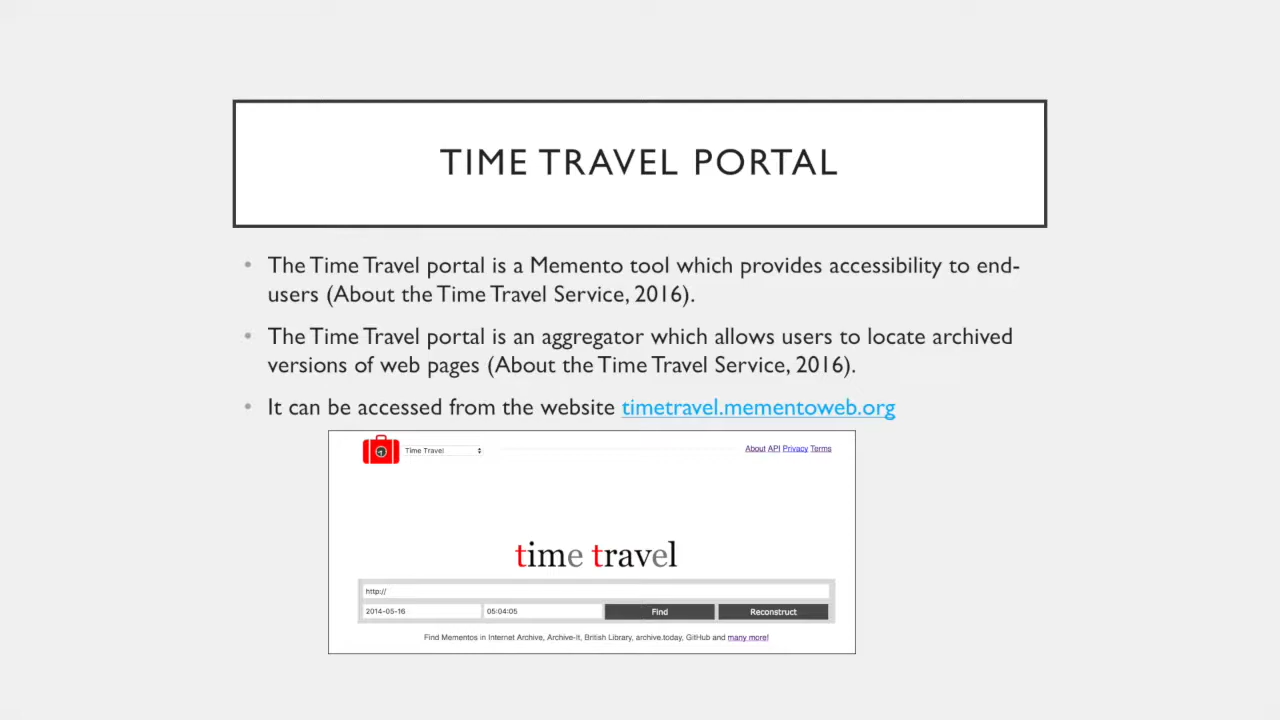 TIME TRAVEL PORTAL
• The Time Travel portal is a Memento tool which provides accessibility to end-
users (About the Time Travel Service, 2016).
• The Time Travel portal is an aggregator which allows users to locate archived
versions of web pages (About the Time Travel Service, 2016).
• It can be accessed from the website timetravel.mementoweb.org
Time Travel
About API Privacy Terms
time travel
http://
2014-05-16 05:04:05 Find Reconstruct
Find Mementos in Internet Archive, Archive-It, British Library, archive.today, GitHub and many more!